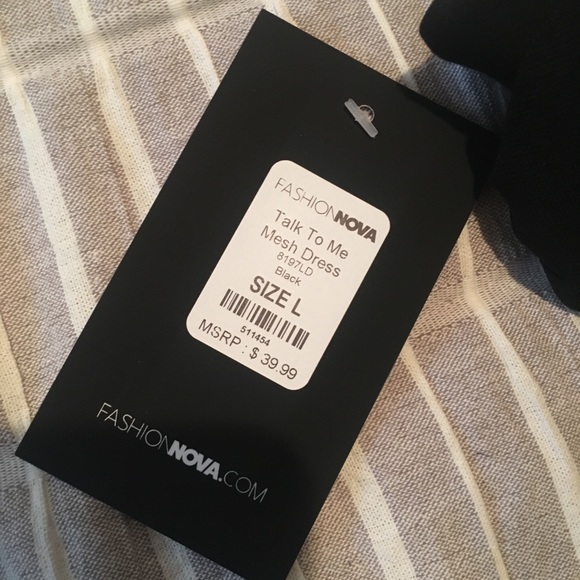 FASHIONNOVA
Talk To Me
Mesh Dress
8197LD
Black
SIZE L
511454
MSRP : $ 39.99
FASHIONNOVA.COM